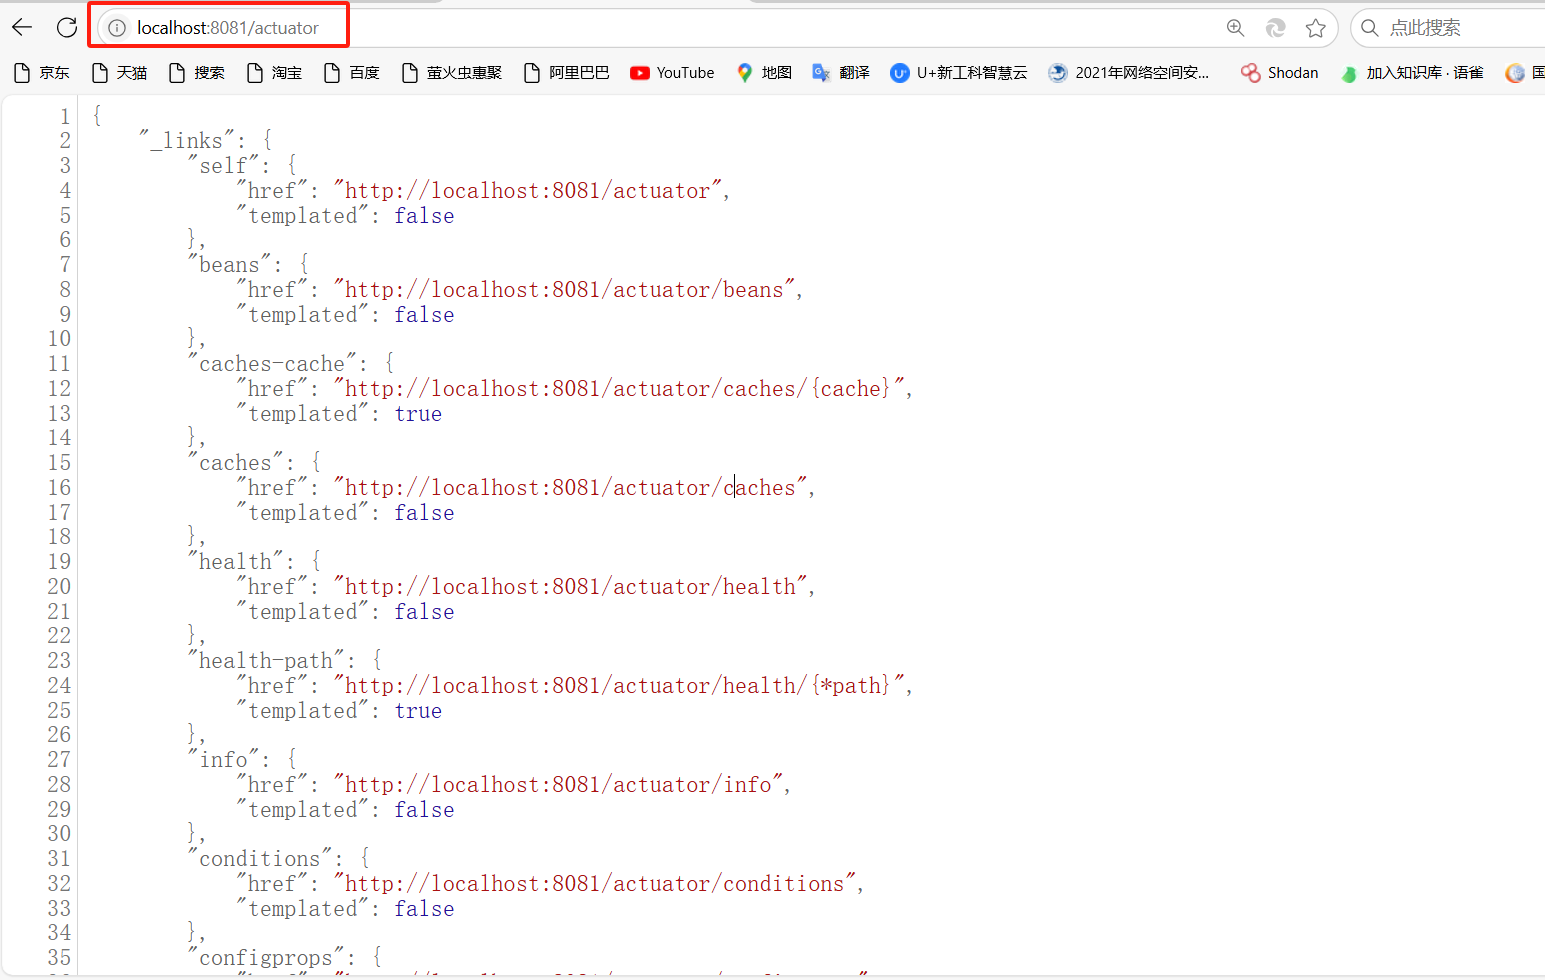 localhost:8081/actuator
点此搜索
京东 天猫 搜索 淘宝 百度 萤火虫惠聚 阿里巴巴 YouTube 地图 翻译 U+新工科智慧云 2021年网络空间安... Shodan 加入知识库 · 语雀 国
1 {
2 "_links": {
3 "self": {
4 "href": "http://localhost:8081/actuator",
5 "templated": false
6 },
7 "beans": {
8 "href": "http://localhost:8081/actuator/beans",
9 "templated": false
10 },
11 "caches-cache": {
12 "href": "http://localhost:8081/actuator/caches/{cache}",
13 "templated": true
14 },
15 "caches": {
16 "href": "http://localhost:8081/actuator/caches",
17 "templated": false
18 },
19 "health": {
20 "href": "http://localhost:8081/actuator/health",
21 "templated": false
22 },
23 "health-path": {
24 "href": "http://localhost:8081/actuator/health/{*path}",
25 "templated": true
26 },
27 "info": {
28 "href": "http://localhost:8081/actuator/info",
29 "templated": false
30 },
31 "conditions": {
32 "href": "http://localhost:8081/actuator/conditions",
33 "templated": false
34 },
35 "configprops": {